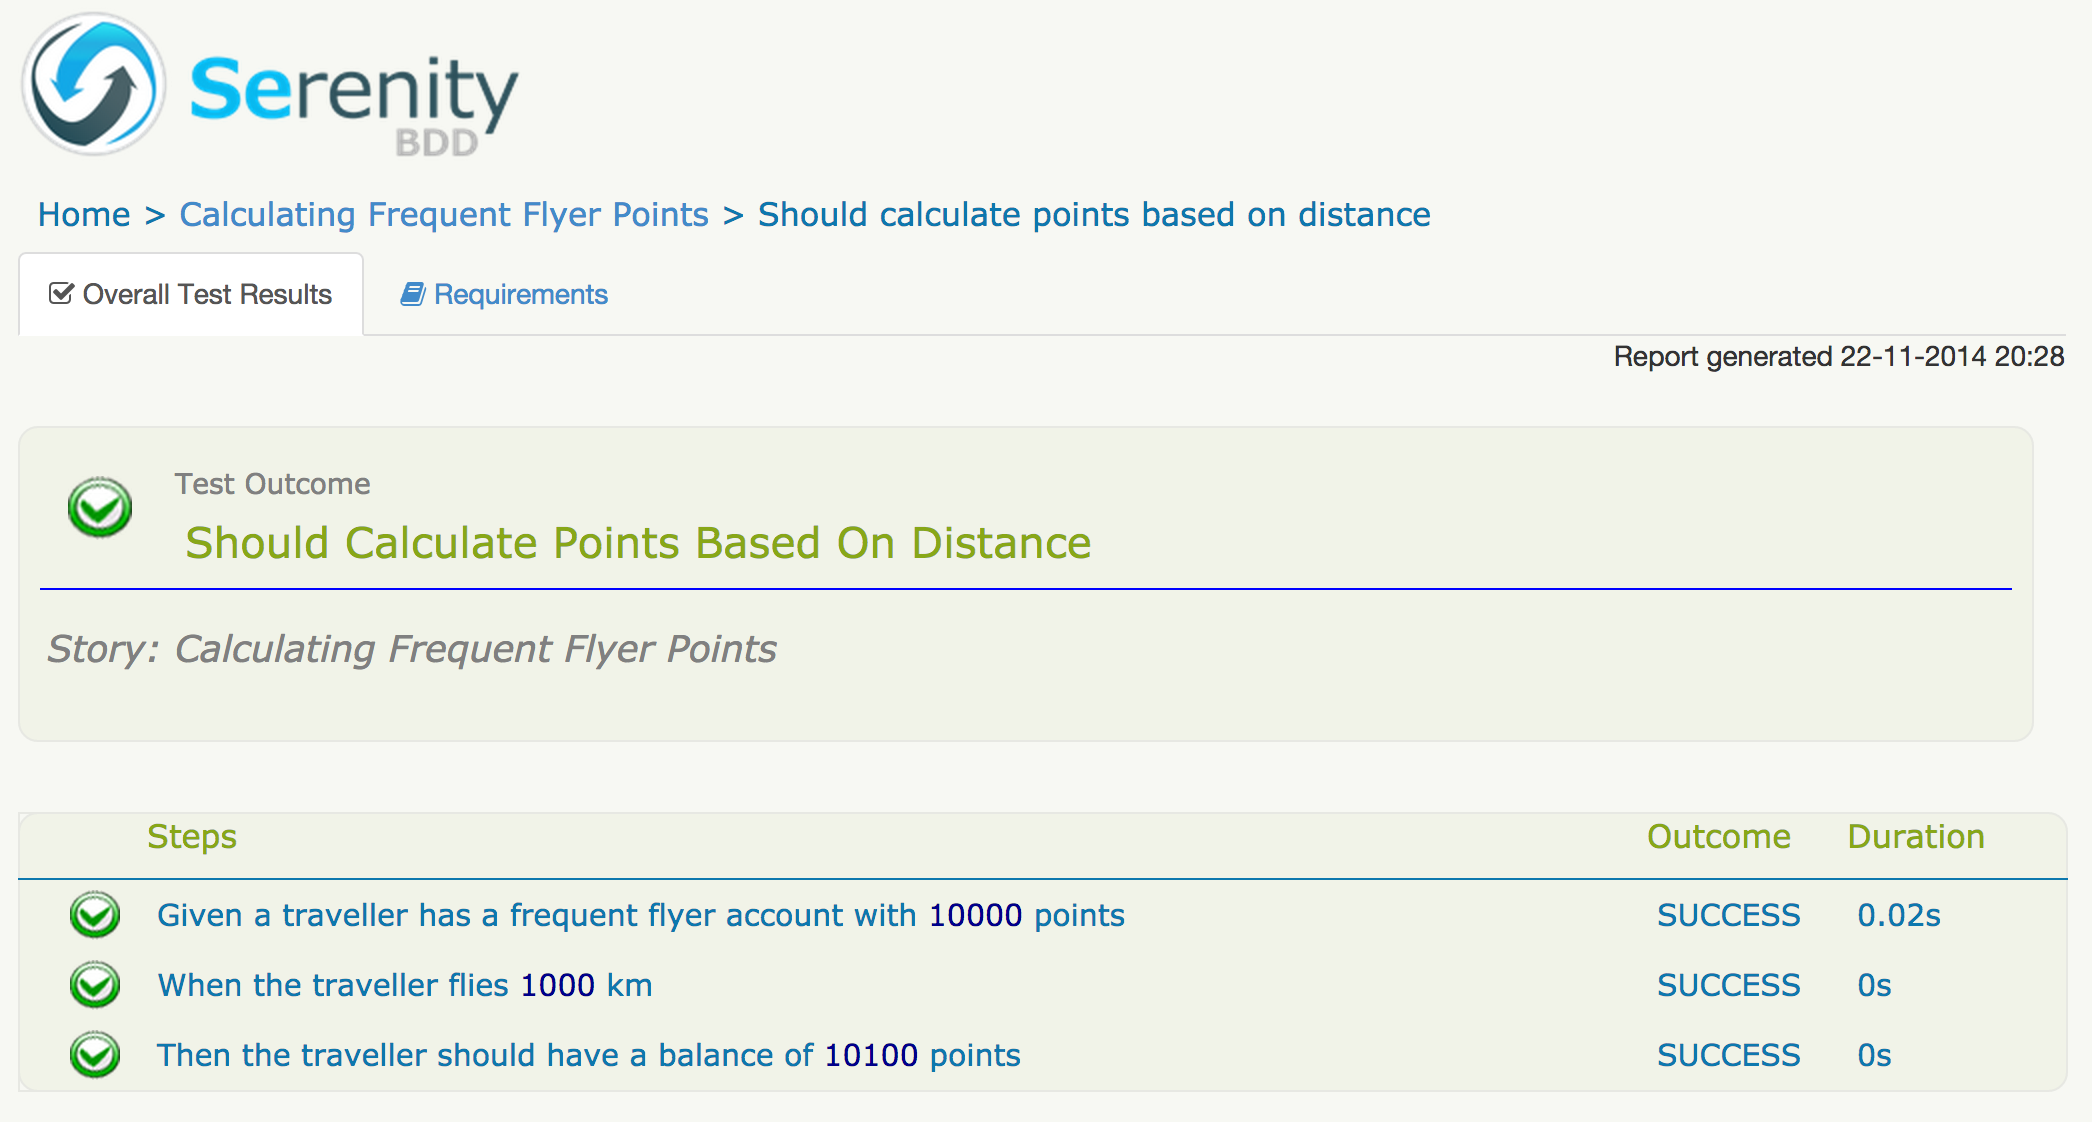 Serenity
BDD
Home > Calculating Frequent Flyer Points > Should calculate points based on distance
Overall Test Results Requirements
Report generated 22-11-2014 20:28
Test Outcome
Should Calculate Points Based On Distance
Story: Calculating Frequent Flyer Points
Steps Outcome Duration
Given a traveller has a frequent flyer account with 10000 points SUCCESS 0.02s
When the traveller flies 1000 km SUCCESS 0s
Then the traveller should have a balance of 10100 points SUCCESS 0s